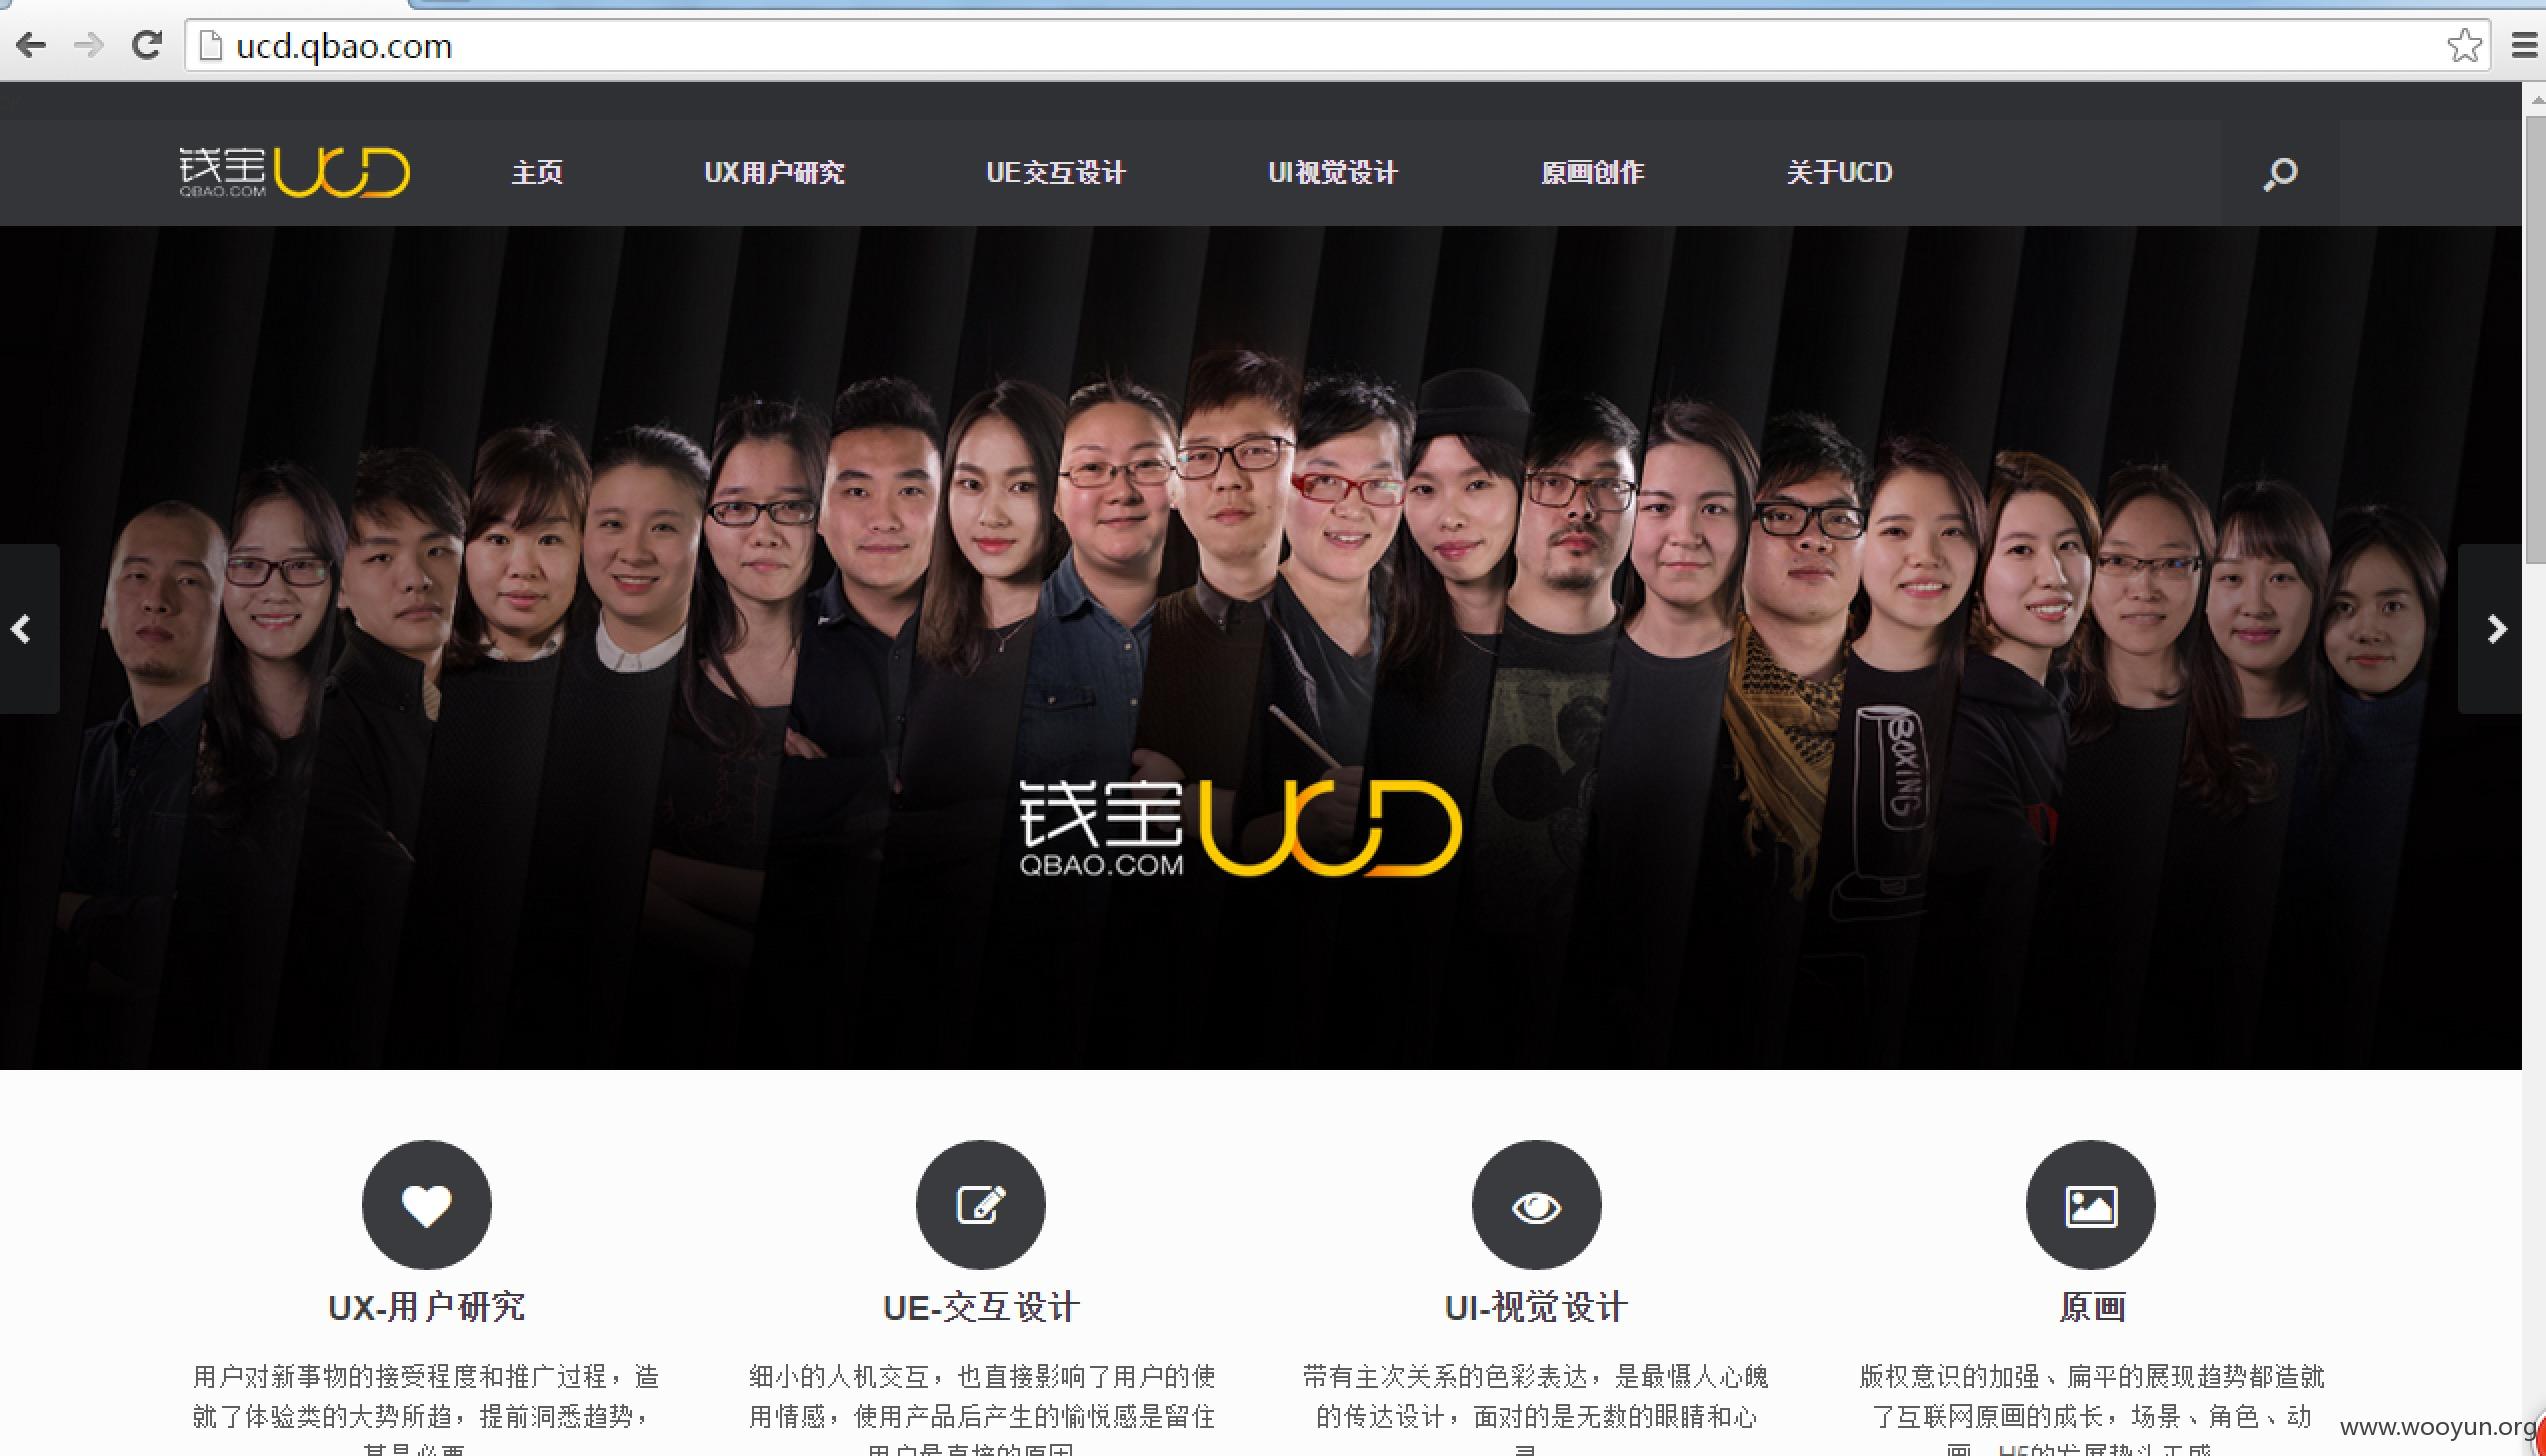 ucd.qbao.com
钱宝 UCD
QBAO.COM
主页 UX用户研究 UE交互设计 UI视觉设计 原画创作 关于UCD
BOXING
钱宝 UCD
QBAO.COM
UX-用户研究
用户对新事物的接受程度和推广过程，造
就了体验类的大势所趋，提前洞悉趋势，
UE-交互设计
细小的人机交互，也直接影响了用户的使
用情感，使用产品后产生的愉悦感是留住
用户最直接的原因
UI-视觉设计
带有主次关系的色彩表达，是最慑人心魄
的传达设计，面对的是无数的眼睛和心
原画
版权意识的加强、扁平的展现趋势都造就
了互联网原画的成长，场景、角色、动
www.wooyun.org